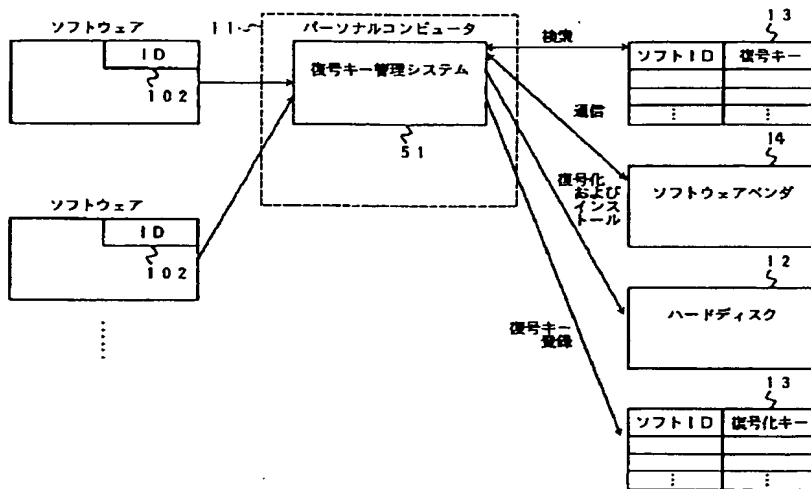 ソフトウェア
ID
102
ソフトウェア
ID
102
11
パーソナルコンピュータ
復号キー管理システム
51
検索
通信
復号化
および
インス
トール
復号キー
登録
13
ソフトID 復号キー
14
ソフトウェアベンダ
12
ハードディスク
13
ソフトID 復号化キー